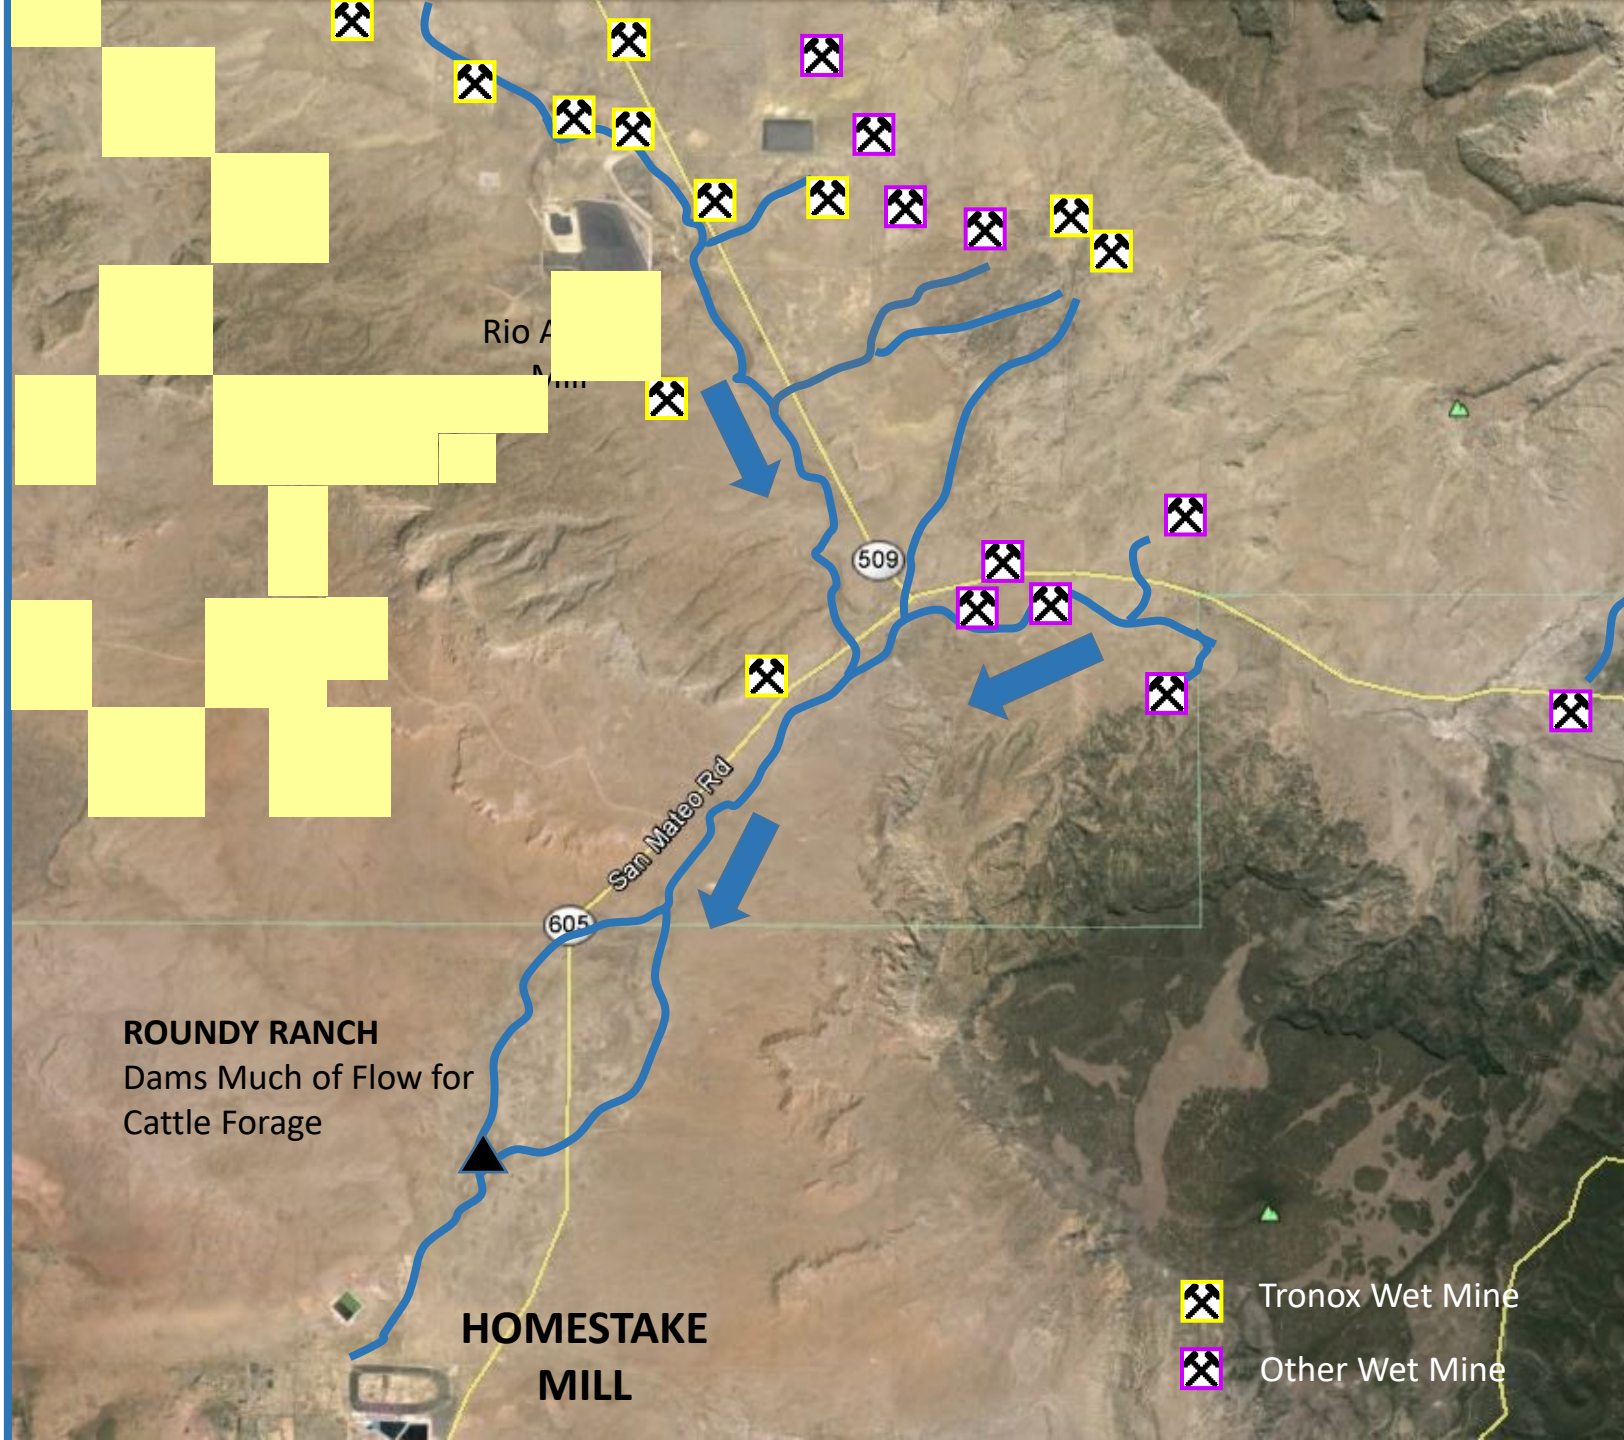 Rio A
509
San Mateo Rd
605
ROUNDY RANCH
Dams Much of Flow for
Cattle Forage
HOMESTAKE
MILL
Tronox Wet Mine
Other Wet Mine